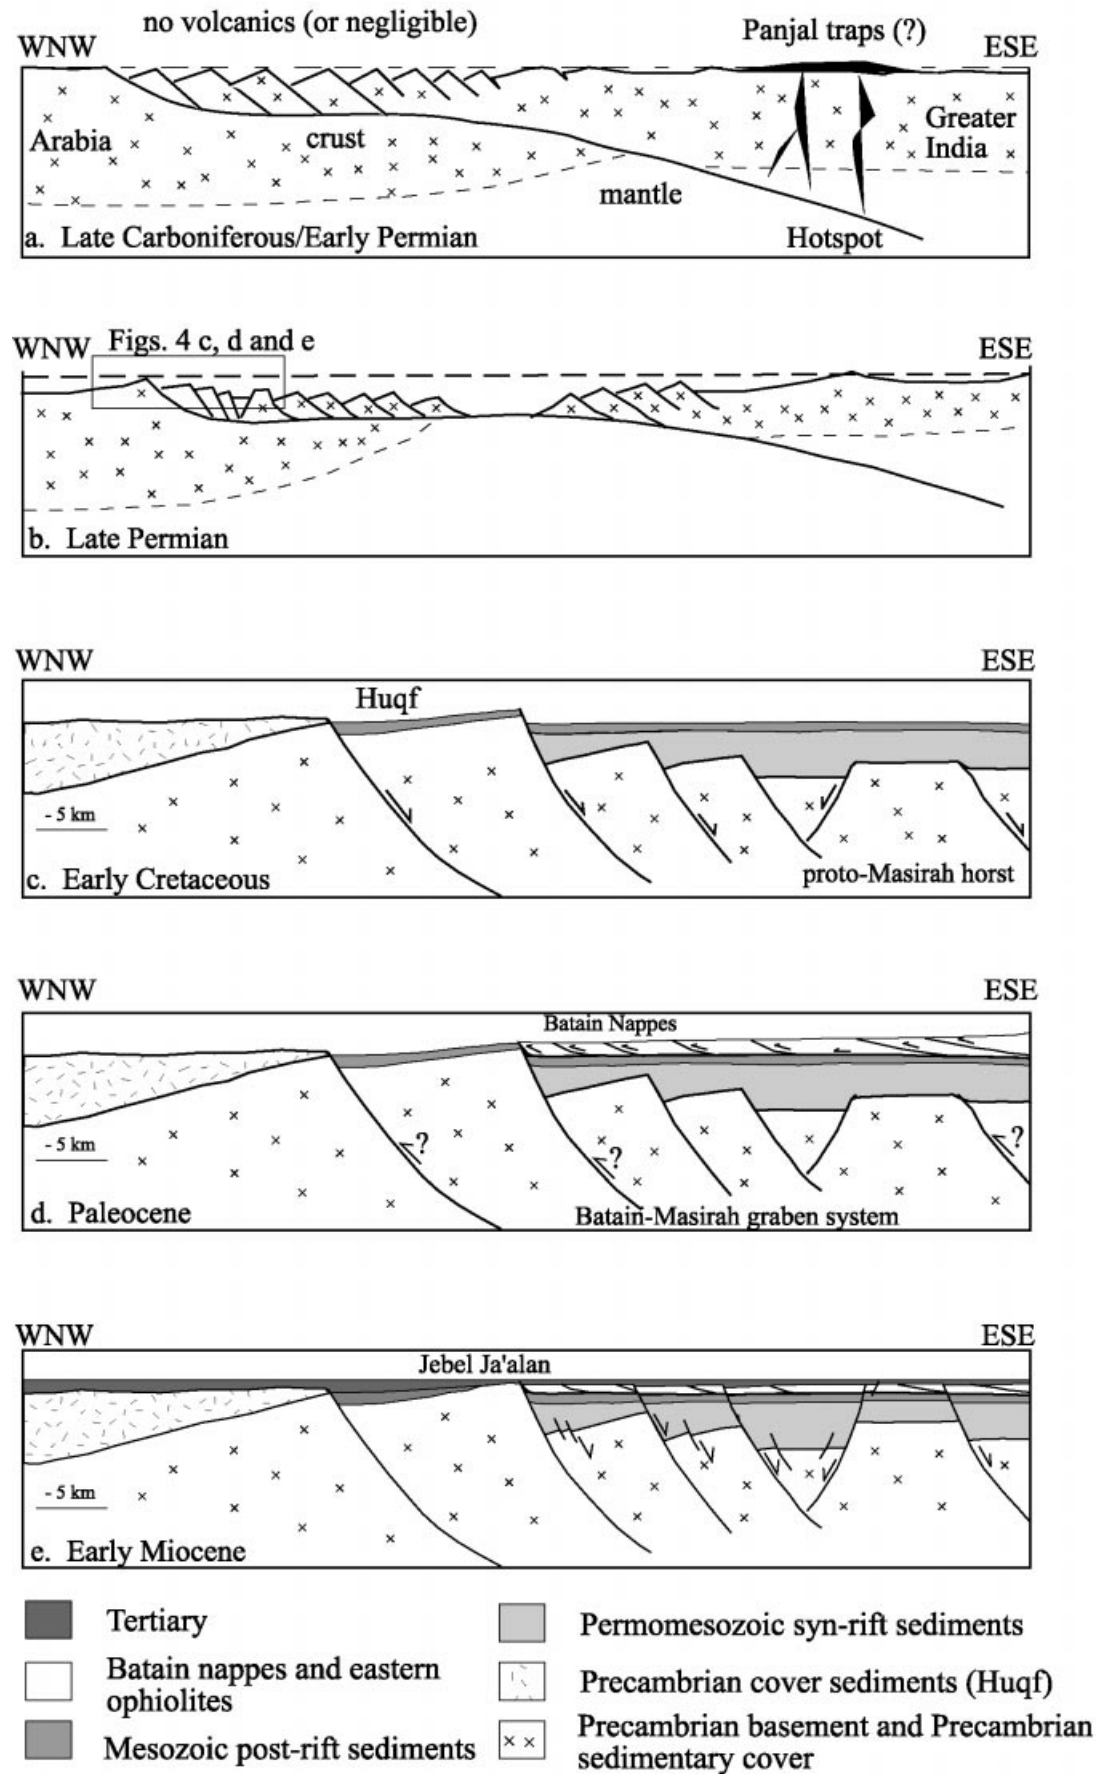 no volcanics (or negligible)
Panjal traps (?)
WNW
ESE
Arabia
crust
Greater
India
mantle
a. Late Carboniferous/Early Permian
Hotspot
WNW
Figs. 4 c, d and e
ESE
b. Late Permian
WNW
ESE
Huqf
- 5 km
c. Early Cretaceous
proto-Masirah horst
WNW
ESE
Batain Nappes
?
?
?
- 5 km
d. Paleocene
Batain-Masirah graben system
WNW
ESE
Jebel Ja'alan
- 5 km
e. Early Miocene
Tertiary
Batain nappes and eastern
ophiolites
Mesozoic post-rift sediments
Permomesozoic syn-rift sediments
Precambrian cover sediments (Huqf)
Precambrian basement and Precambrian
sedimentary cover